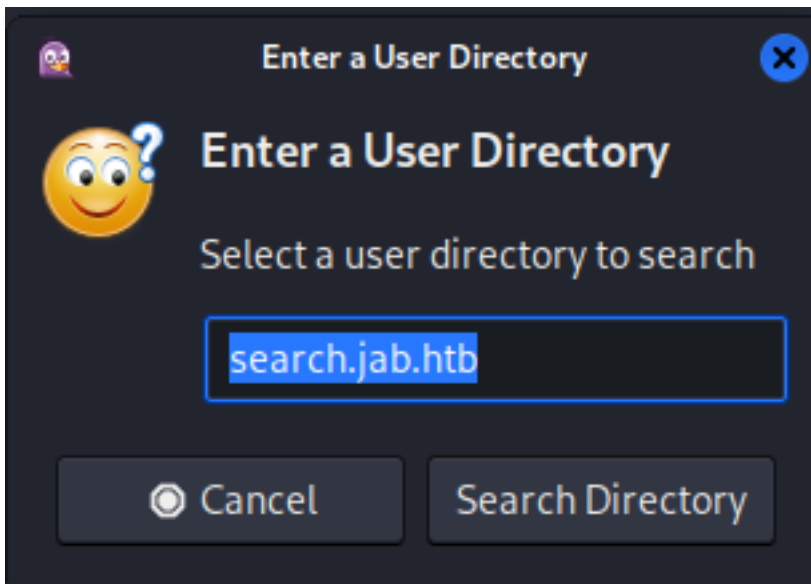 Enter a User Directory
Enter a User Directory
Select a user directory to search
search.jab.htb
Cancel
Search Directory